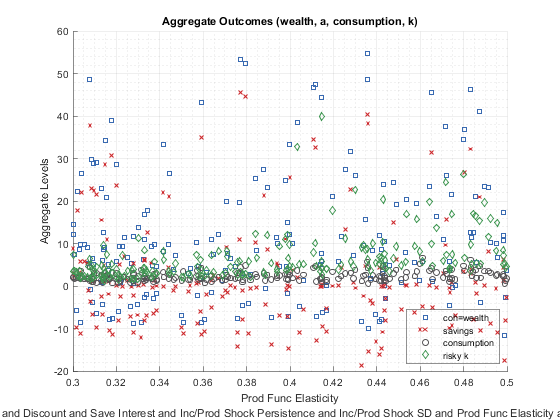 Aggregate Outcomes (wealth, a, consumption, k)
60
50
40
30
20
10
0
-10
-20
Aggregate Levels
0.3 0.32 0.34 0.36 0.38 0.4 0.42 0.44 0.46 0.48 0.5
Prod Func Elasticity
coh=wealth
savings
consumption
risky k
and Discount and Save Interest and Inc/Prod Shock Persistence and Inc/Prod Shock SD and Prod Func Elasticity a